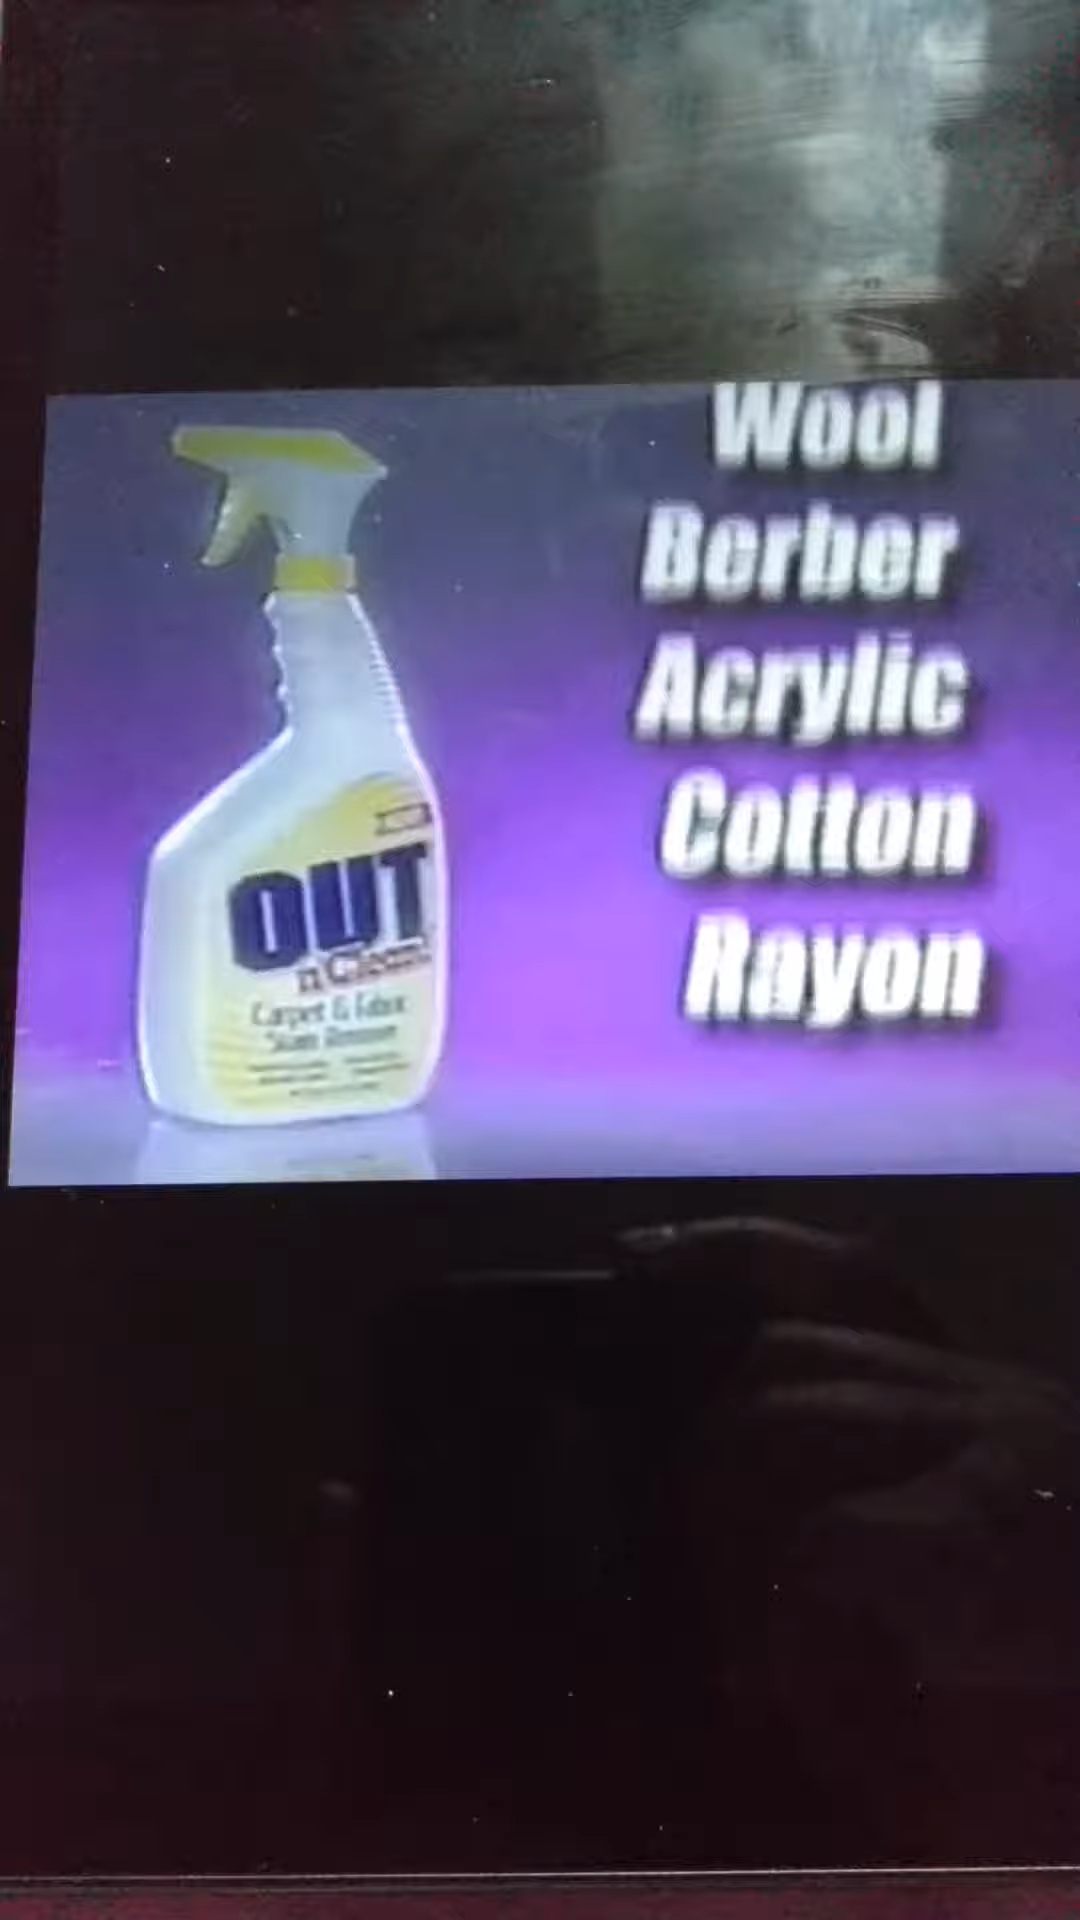 Wool
Berber
Acrylic
Cotton
Rayon
OUT
n Clean!
Carpet & Fabric
Stain Remover